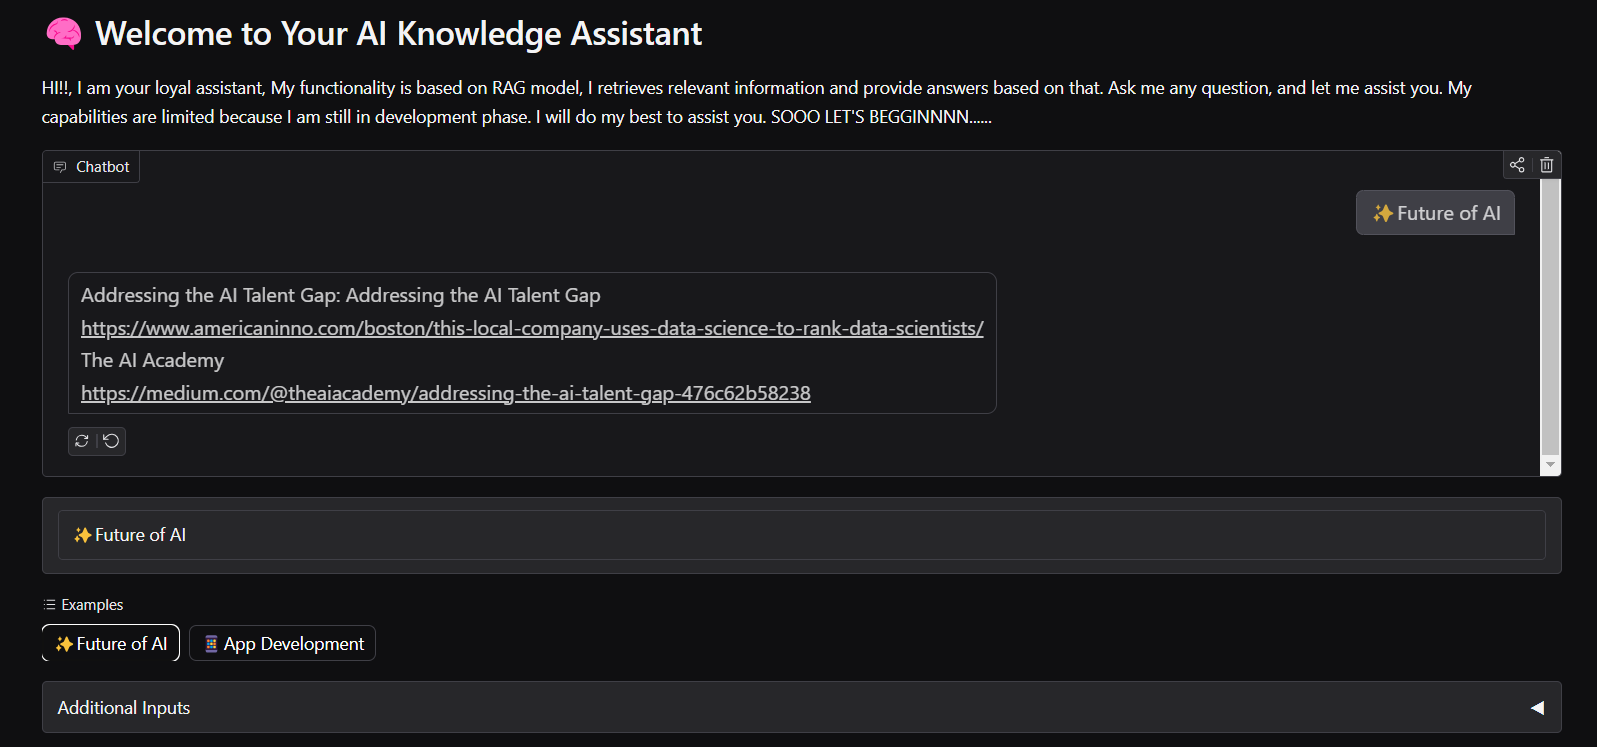 🧠 Welcome to Your AI Knowledge Assistant
HI!!, I am your loyal assistant, My functionality is based on RAG model, I retrieves relevant information and provide answers based on that. Ask me any question, and let me assist you. My
capabilities are limited because I am still in development phase. I will do my best to assist you. SOOO LET'S BEGGINNNN......
Chatbot
✨Future of AI
Addressing the AI Talent Gap: Addressing the AI Talent Gap
https://www.americaninno.com/boston/this-local-company-uses-data-science-to-rank-data-scientists/
The AI Academy
https://medium.com/@theaiacademy/addressing-the-ai-talent-gap-476c62b58238
✨Future of AI
Examples
✨Future of AI
📱App Development
Additional Inputs